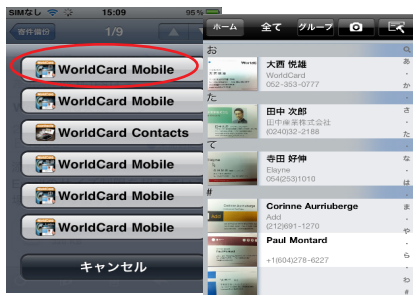 SIMなし 15:09 95%
寄件備份 1/9
WorldCard Mobile
WorldCard Mobile
WorldCard Contacts
WorldCard Mobile
WorldCard Mobile
WorldCard Mobile
キャンセル
ホーム 全て グループ
お
大西 悦雄
WorldCard
052-353-0777
た
田中 次郎
田中産業株式会社
(0240)32-2188
て
寺田 好伸
Elayne
054(253)1010
#
Corinne Aurriuberge
Add
(212)691-1270
Paul Montard
+1(604)278-6227
あ
か
さ
た
な
は
ま
や
ら
わ
#